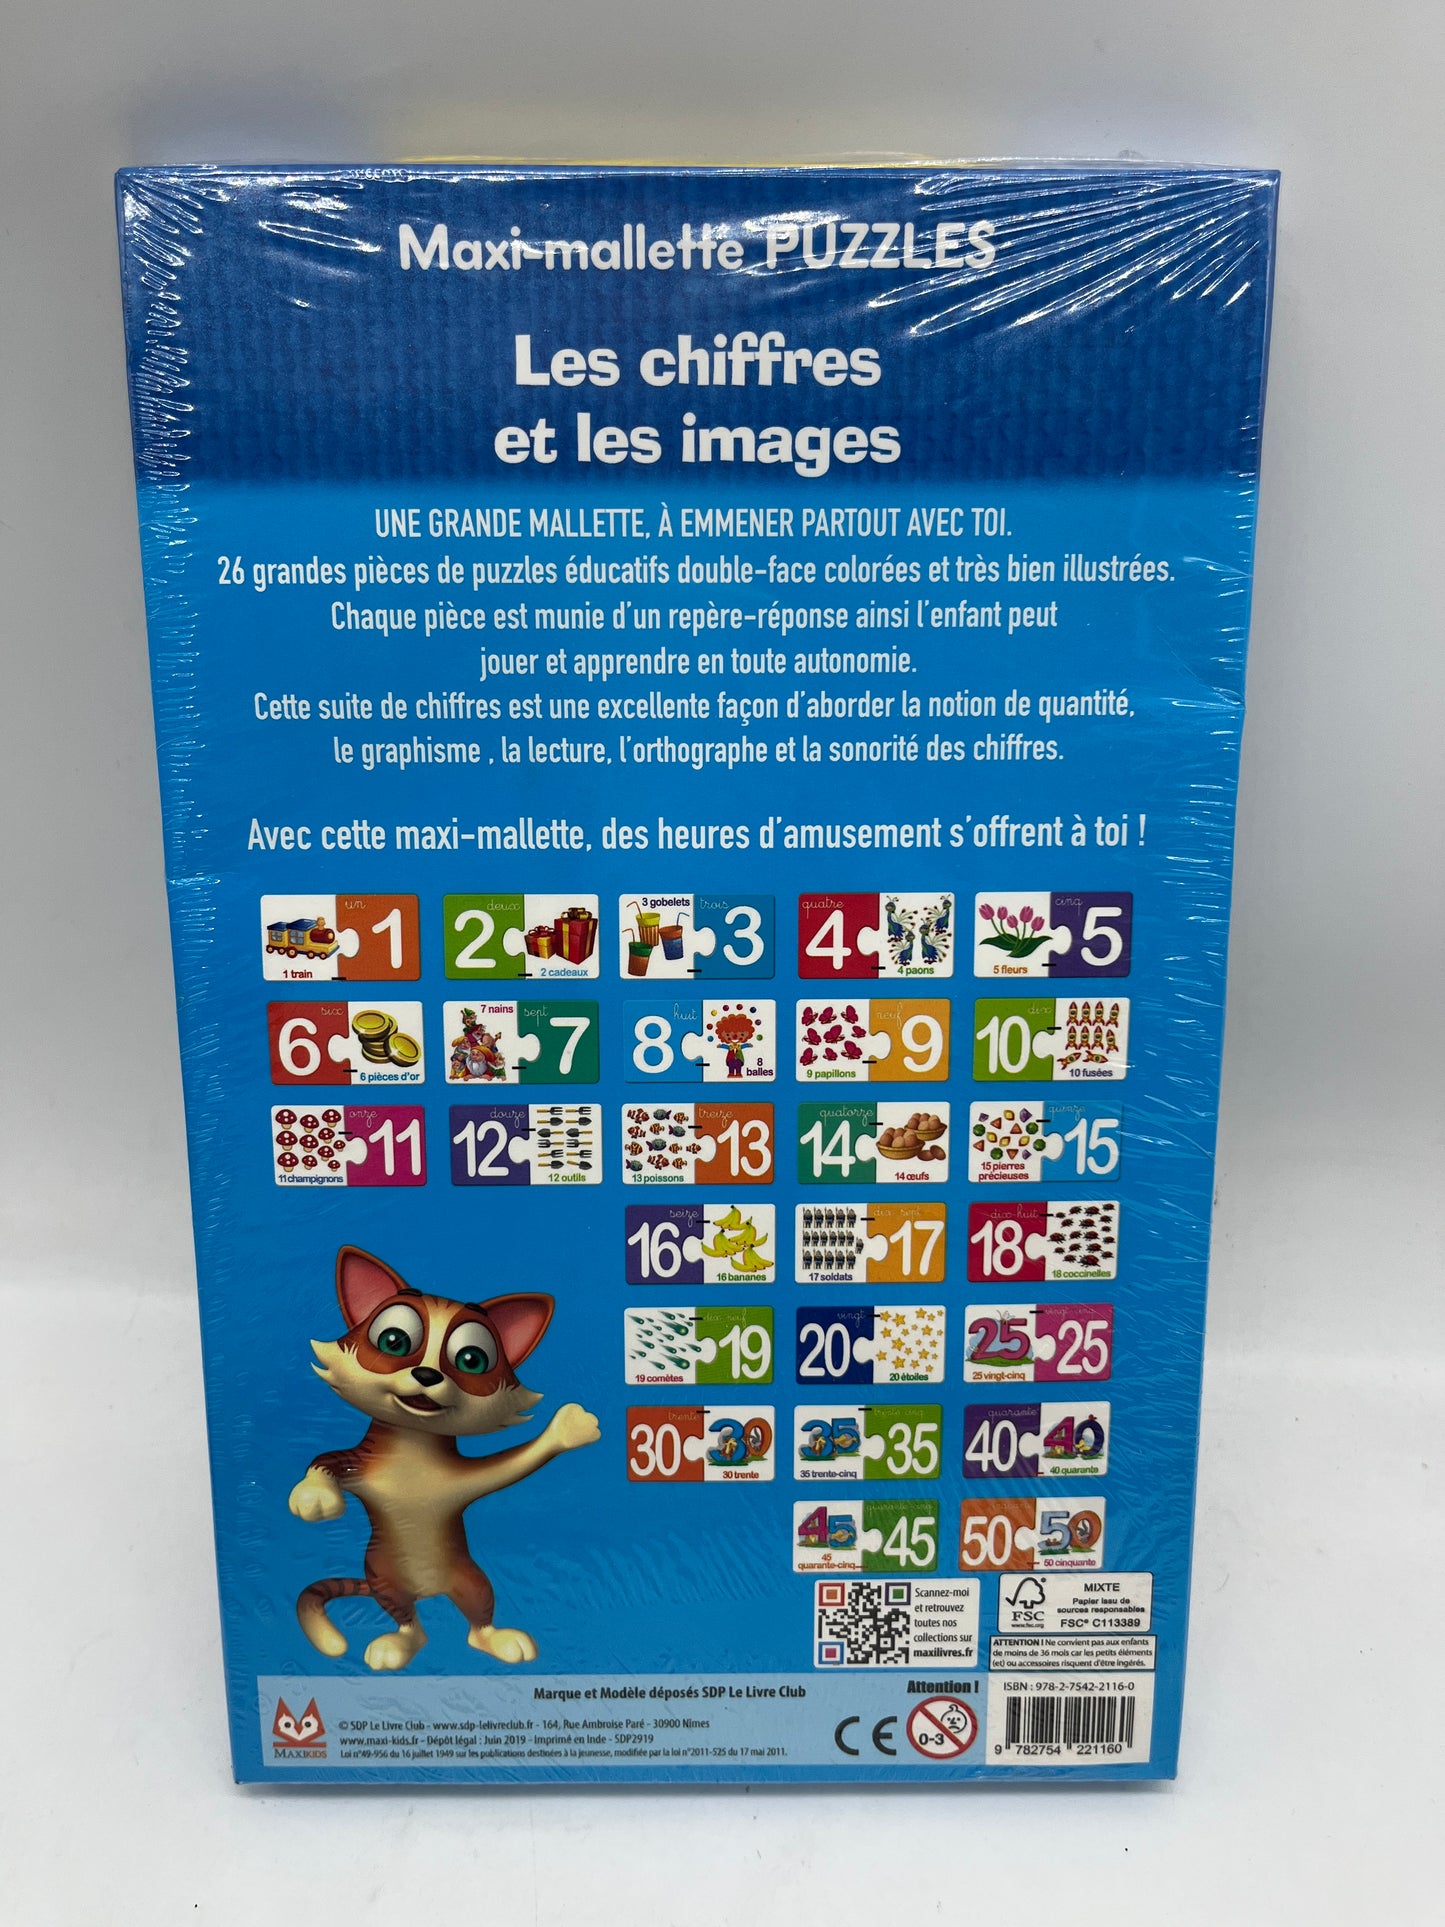 Maxi-mallette PUZZLES
Les chiffres
et les images
UNE GRANDE MALLETTE, À EMMENER PARTOUT AVEC TOI.
26 grandes pièces de puzzles éducatifs double-face colorées et très bien illustrées.
Chaque pièce est munie d'un repère-réponse ainsi l'enfant peut
jouer et apprendre en toute autonomie.
Cette suite de chiffres est une excellente façon d'aborder la notion de quantité,
le graphisme , la lecture, l'orthographe et la sonorité des chiffres.
Avec cette maxi-mallette, des heures d'amusement s'offrent à toi !
un 1 1 train
deux 2 2 cadeaux
3 gobelets trois 3
quatre 4 4 paons
cinq 5 5 fleurs
six 6 6 pièces d'or
7 nains sept 7
huit 8 8 balles
neuf 9 9 papillons
dix 10 10 fusées
onze 11 11 champignons
douze 12 12 outils
treize 13 13 poissons
quatorze 14 14 œufs
quinze 15 15 pierres précieuses
seize 16 16 bananes
dix sept 17 17 soldats
dix huit 18 18 coccinelles
dix neuf 19 19 comètes
vingt 20 20 étoiles
vingt cinq 25 25 25 vingt-cinq
trente 30 30 30 trente
trente cinq 35 35 35 trente-cinq
quarante 40 40 40 quarante
quarante cinq 45 45 45 quarante-cinq
50 50 50 cinquante
Scannez-moi
et retrouvez
toutes nos
collections sur
maxilivres.fr
FSC
www.fsc.org
MIXTE
Papier issu de
sources responsables
FSC® C113389
ATTENTION ! Ne convient pas aux enfants
de moins de 36 mois car les petits éléments
(et) ou accessoires risquent d'être ingérés.
Marque et Modèle déposés SDP Le Livre Club
MAXIKIDS
© SDP Le Livre Club - www.sdp-lelivreclub.fr - 164, Rue Ambroise Paré - 30900 Nîmes
www.maxi-kids.fr - Dépôt légal : Juin 2019 - Imprimé en Inde - SDP2919
Loi n°49-956 du 16 juillet 1949 sur les publications destinées à la jeunesse, modifiée par la loi n°2011-525 du 17 mai 2011.
CE
Attention !
0-3
ISBN : 978-2-7542-2116-0
9 782754 221160